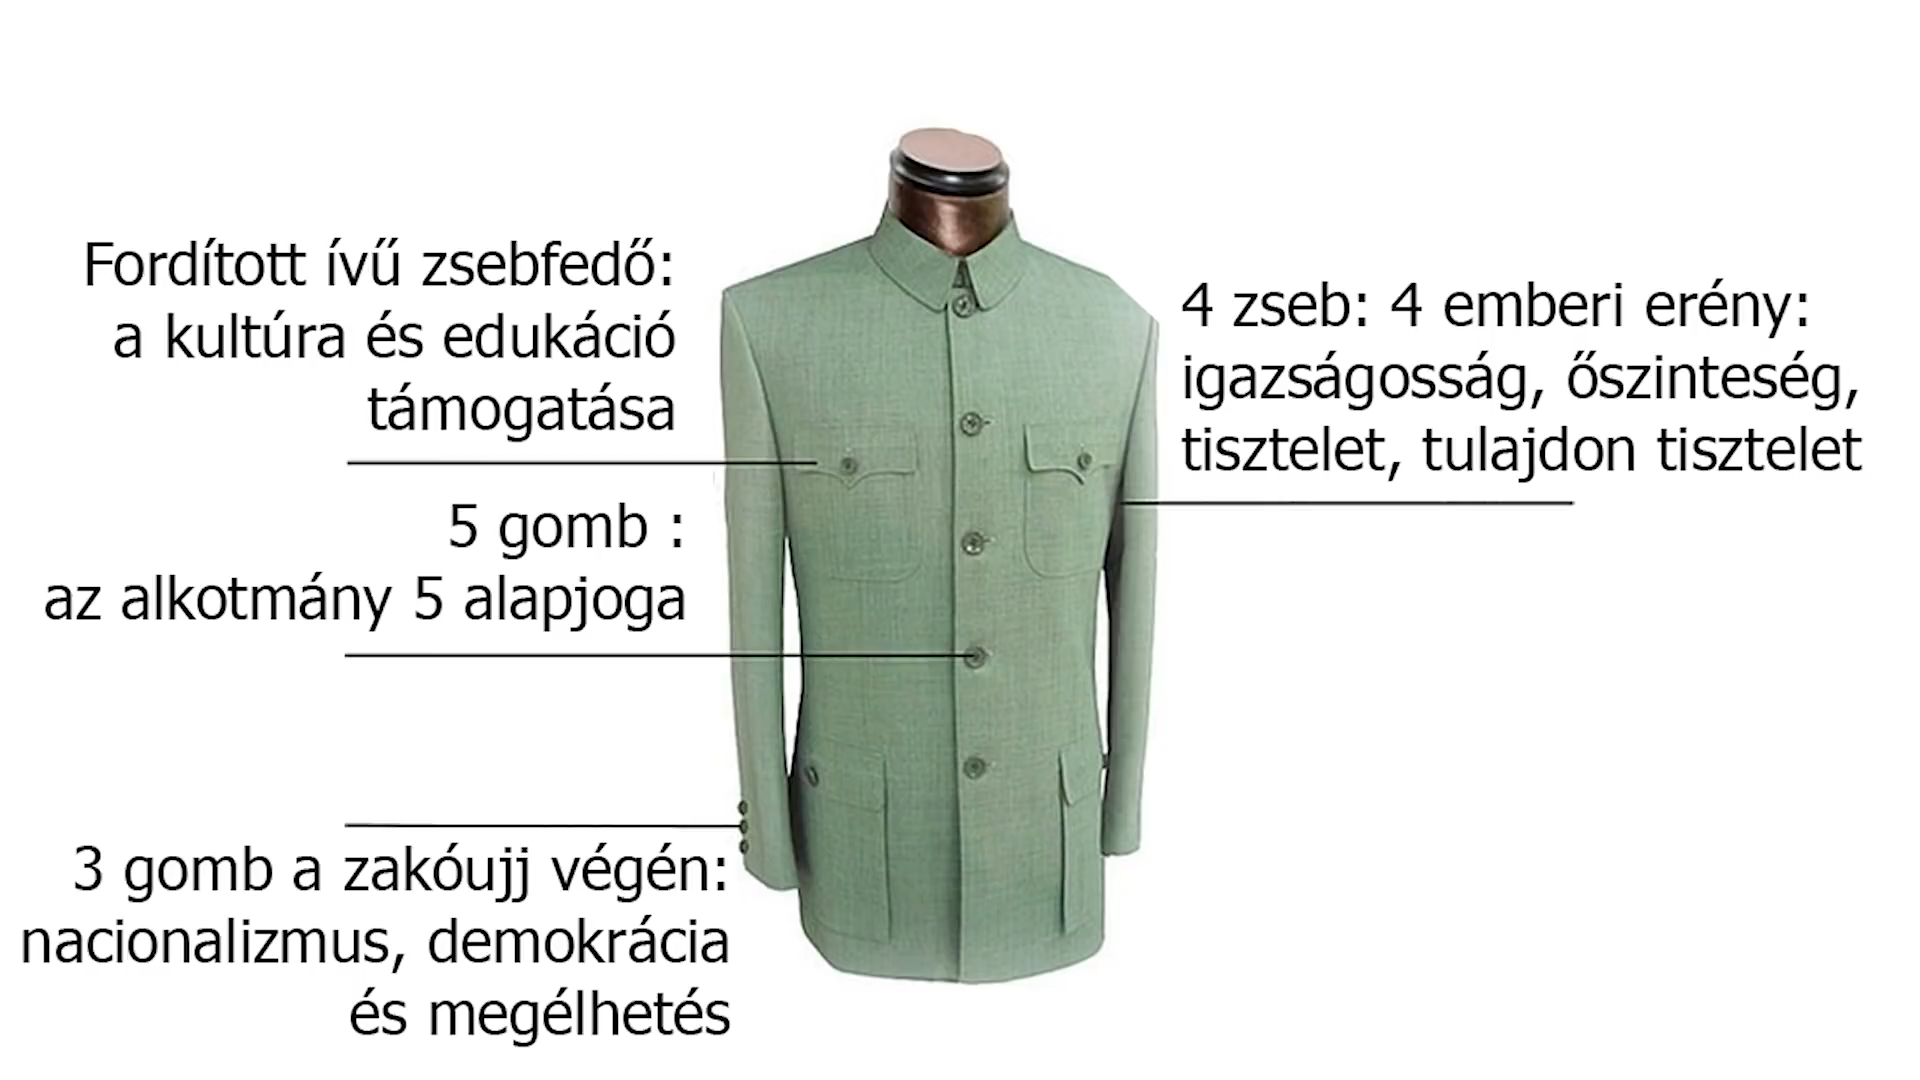 Fordított ívű zsebfedő:
a kultúra és edukáció
támogatása
4 zseb: 4 emberi erény:
igazságosság, őszinteség,
tisztelet, tulajdon tisztelet
5 gomb :
az alkotmány 5 alapjoga
3 gomb a zakóujj végén:
nacionalizmus, demokrácia
és megélhetés